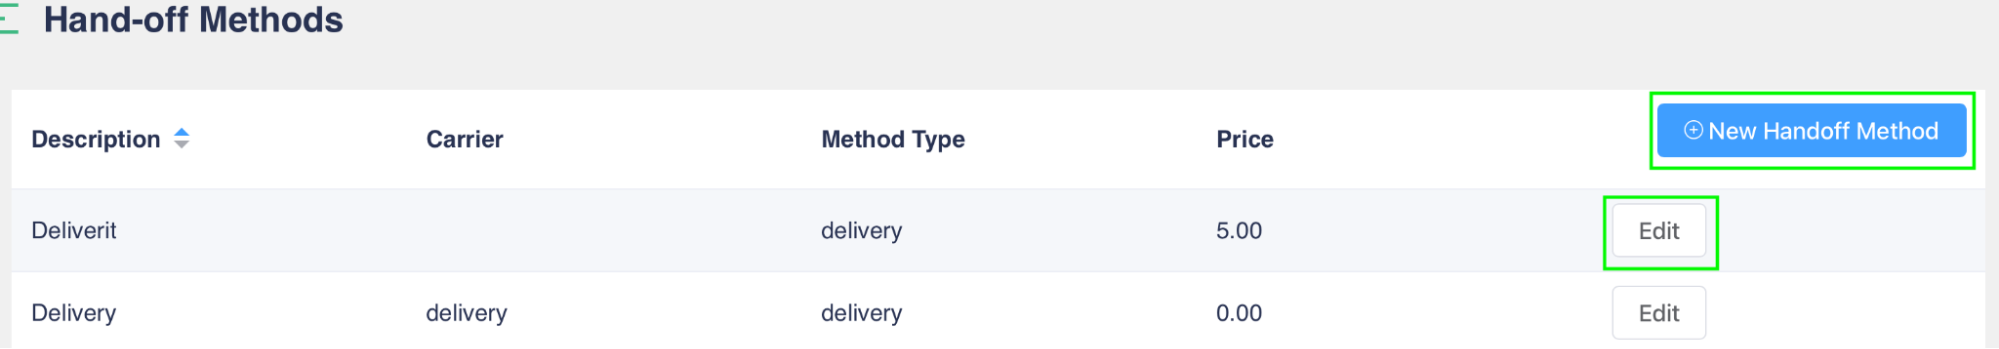 Hand-off Methods
Description Carrier Method Type Price New Handoff Method
Deliverit delivery 5.00 Edit
Delivery delivery delivery 0.00 Edit